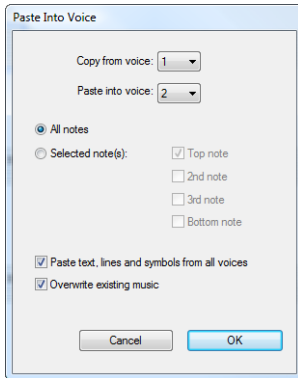 Paste Into Voice
Copy from voice: 1
Paste into voice: 2
All notes
Selected note(s): Top note
2nd note
3rd note
Bottom note
Paste text, lines and symbols from all voices
Overwrite existing music
Cancel OK